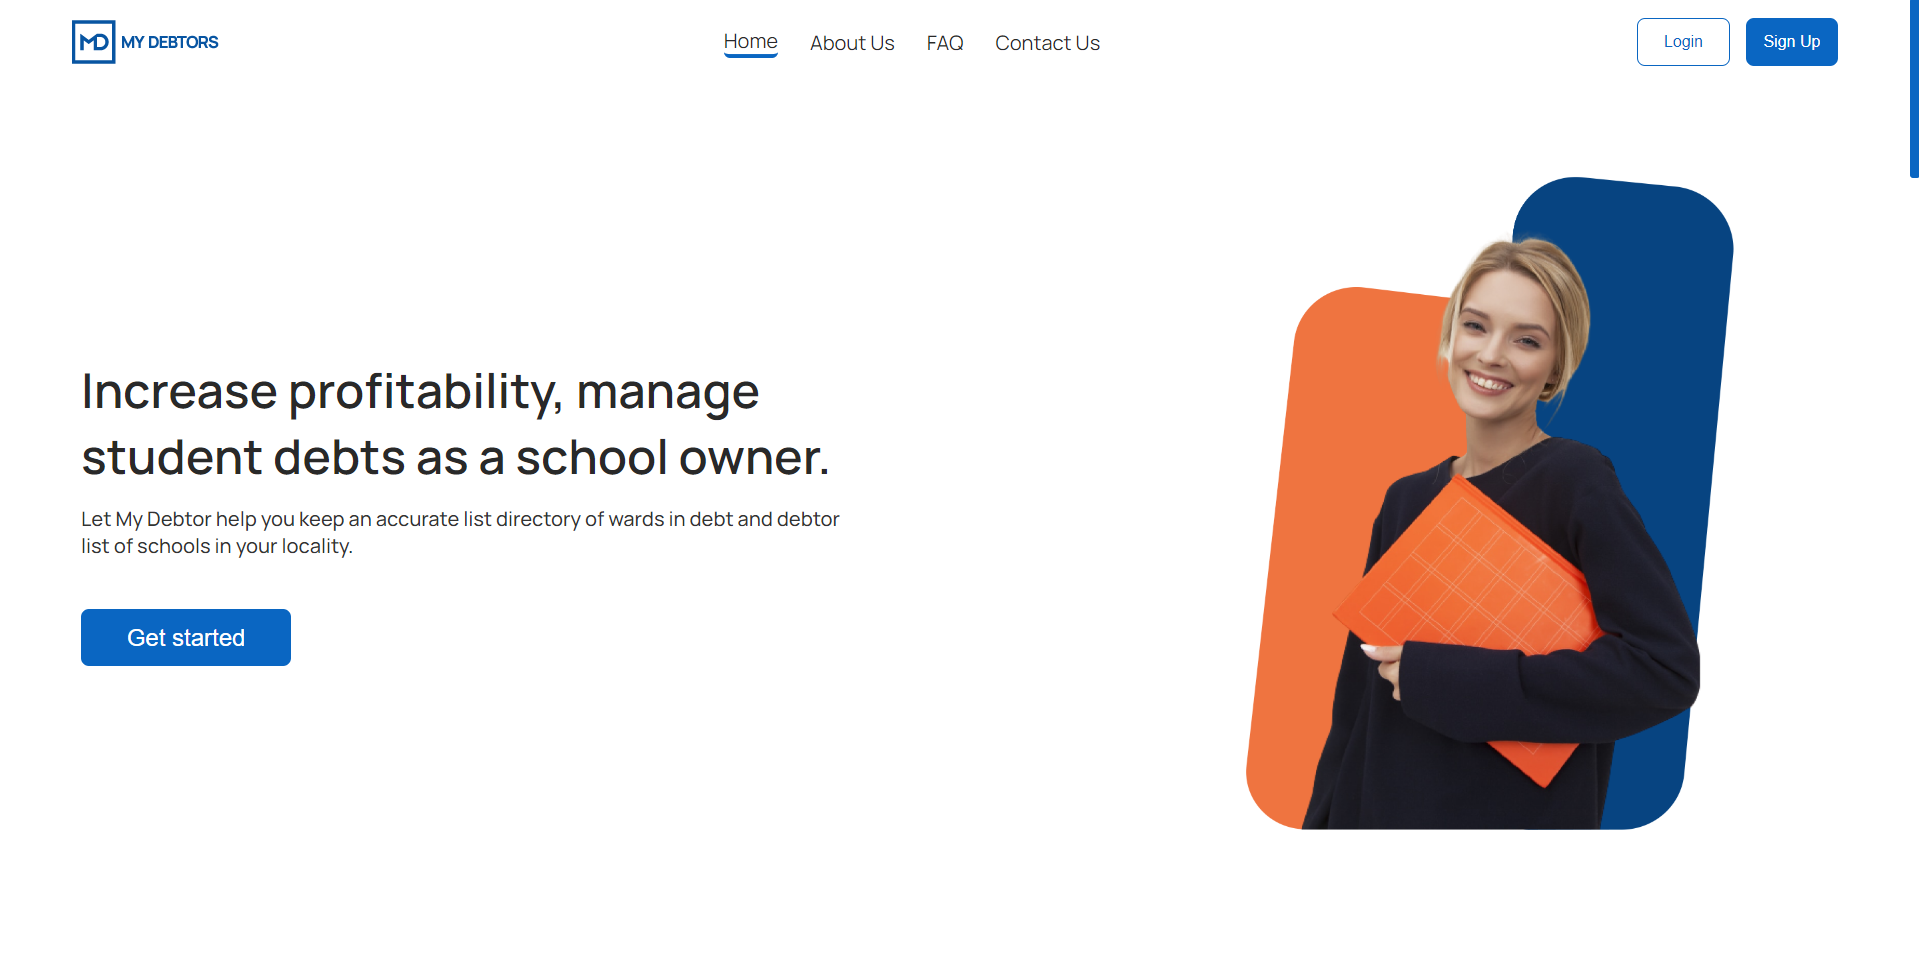 MD MY DEBTORS
Home About Us FAQ Contact Us
Login Sign Up
Increase profitability, manage
student debts as a school owner.
Let My Debtor help you keep an accurate list directory of wards in debt and debtor
list of schools in your locality.
Get started